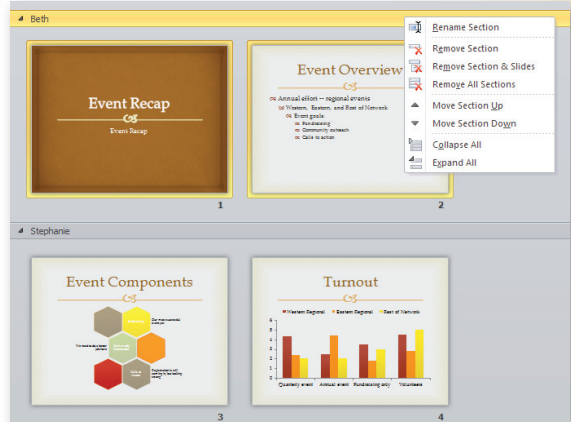 Beth
Rename Section
Remove Section
Remove Section & Slides
Remove All Sections
Move Section Up
Move Section Down
Collapse All
Expand All
Event Recap
Event Recap
1
Event Overview
Annual effort — regional events
Western, Eastern, and Rest of Network
Event goals:
Fundraising
Community outreach
Calls to action
2
Stephanie
Event Components
3
Turnout
Western Regional Eastern Regional Rest of Network
6
5
4
3
2
1
0
Quarterly event Annual event Fundraising only Volunteers
4